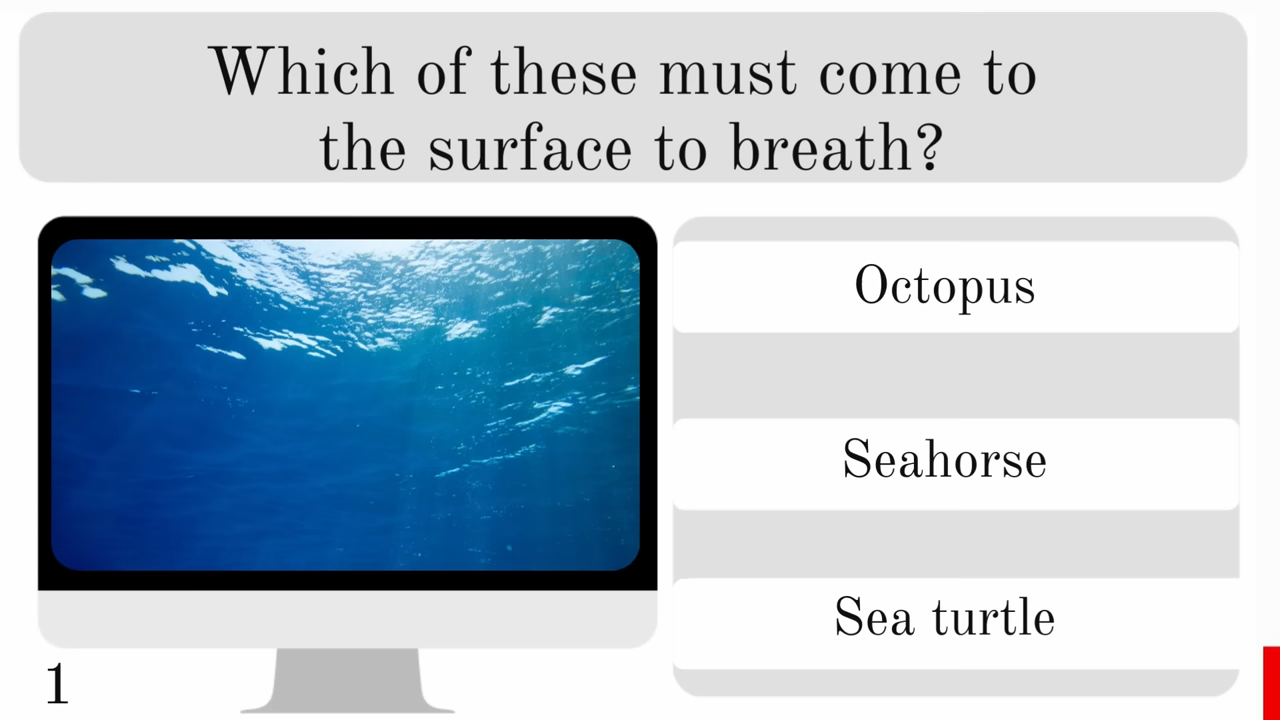 Which of these must come to
the surface to breath?
Octopus
Seahorse
Sea turtle
1